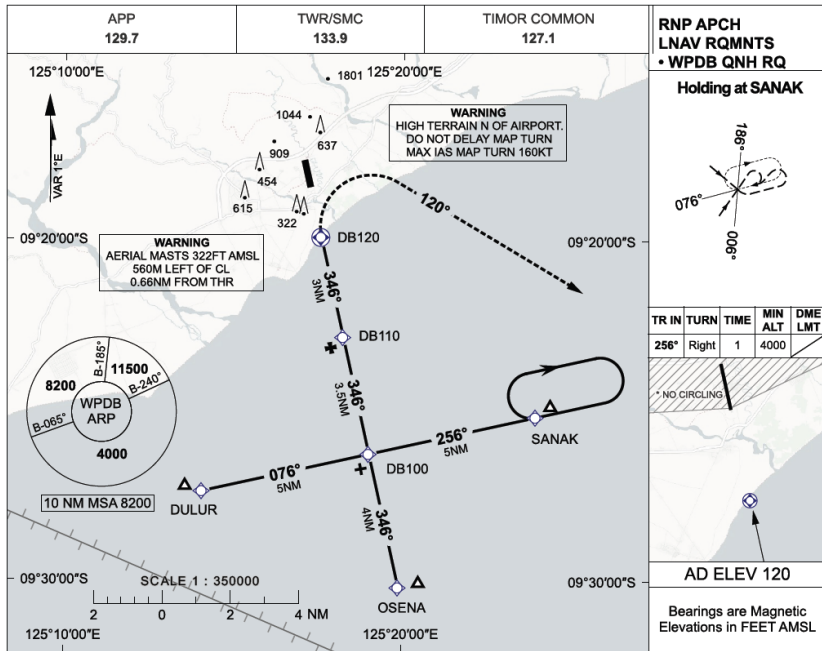 APP
129.7
TWR/SMC
133.9
TIMOR COMMON
127.1
RNP APCH
LNAV RQMNTS
• WPDB QNH RQ
125°10'00"E
125°20'00"E
1801
1044
637
909
454
615
322
VAR 1°E
WARNING
HIGH TERRAIN N OF AIRPORT.
DO NOT DELAY MAP TURN
MAX IAS MAP TURN 160KT
120°
DB120
09°20'00"S
09°20'00"S
WARNING
AERIAL MASTS 322FT AMSL
560M LEFT OF CL
0.66NM FROM THR
346°
3NM
DB110
346°
3.5NM
B-185°
8200
11500
B-240°
WPDB
ARP
B-065°
4000
10 NM MSA 8200
256°
5NM
SANAK
DB100
076°
5NM
DULUR
346°
4NM
OSENA
SCALE 1 : 350000
2 0 2 4 NM
09°30'00"S
09°30'00"S
125°10'00"E
125°20'00"E
Holding at SANAK
186°
076°
006°
TR IN TURN TIME MIN ALT DME LMT
256° Right 1 4000
* NO CIRCLING
AD ELEV 120
Bearings are Magnetic
Elevations in FEET AMSL